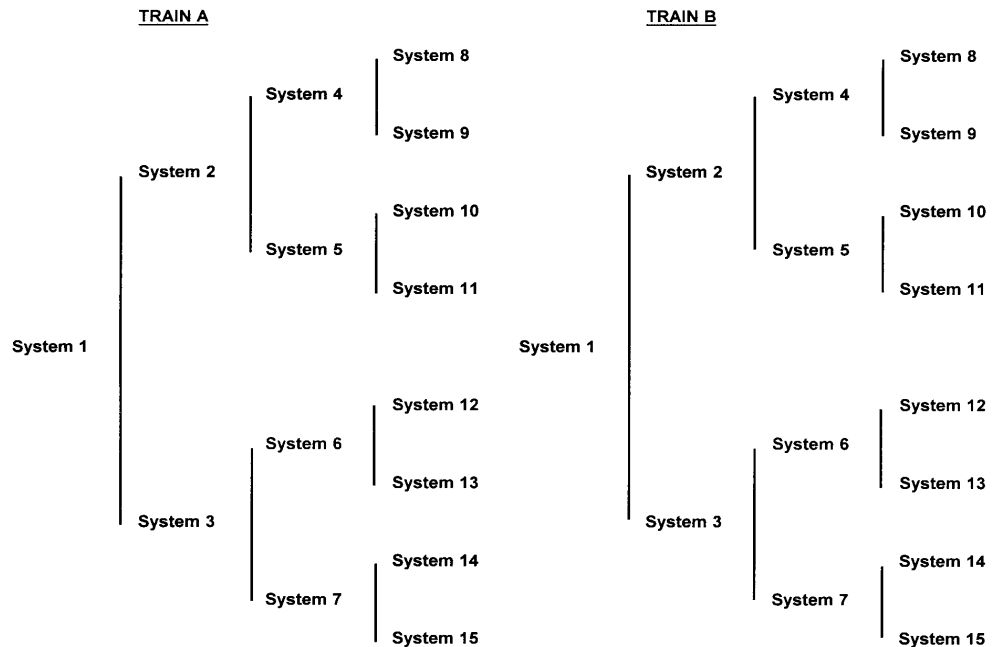 TRAIN A
System 8
System 4
System 9
System 2
System 10
System 5
System 11
System 1
System 12
System 6
System 13
System 3
System 14
System 7
System 15
TRAIN B
System 8
System 4
System 9
System 2
System 10
System 5
System 11
System 1
System 12
System 6
System 13
System 3
System 14
System 7
System 15